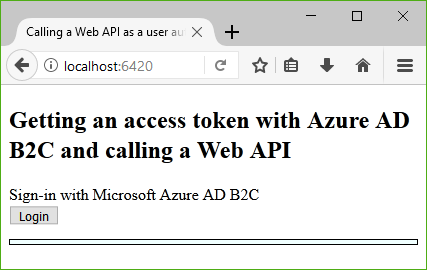 Calling a Web API as a user au
localhost:6420
Getting an access token with Azure AD
B2C and calling a Web API
Sign-in with Microsoft Azure AD B2C
Login